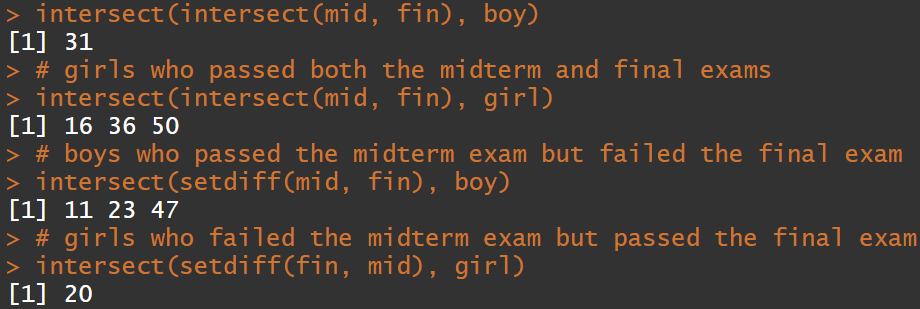 > intersect(intersect(mid, fin), boy)
[1] 31
> # girls who passed both the midterm and final exams
> intersect(intersect(mid, fin), girl)
[1] 16 36 50
> # boys who passed the midterm exam but failed the final exam
> intersect(setdiff(mid, fin), boy)
[1] 11 23 47
> # girls who failed the midterm exam but passed the final exam
> intersect(setdiff(fin, mid), girl)
[1] 20